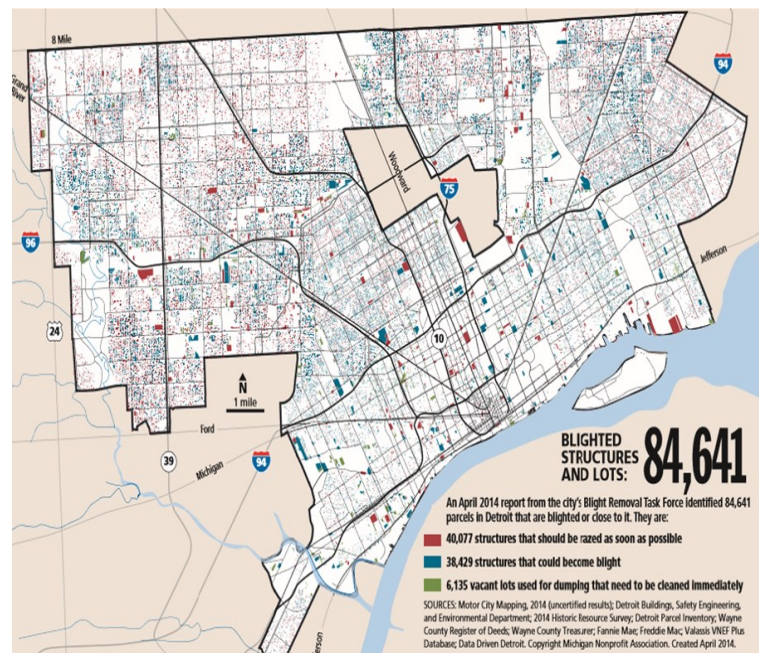 8 Mile
Grand
River
94
Woodward
75
96
Jefferson
24
10
N
1 mile
Ford
39
Michigan
94
BLIGHTED
STRUCTURES
AND LOTS:
84,641
An April 2014 report from the city's Blight Removal Task Force identified 84,641
parcels in Detroit that are blighted or close to it. They are:
40,077 structures that should be razed as soon as possible
38,429 structures that could become blight
6,135 vacant lots used for dumping that need to be cleaned immediately
SOURCES: Motor City Mapping, 2014 (uncertified results); Detroit Buildings, Safety Engineering,
and Environmental Department; 2014 Historic Resource Survey; Detroit Parcel Inventory; Wayne
County Register of Deeds; Wayne County Treasurer; Fannie Mae; Freddie Mac; Valassis VNEF Plus
Database; Data Driven Detroit. Copyright Michigan Nonprofit Association. Created April 2014.
erson